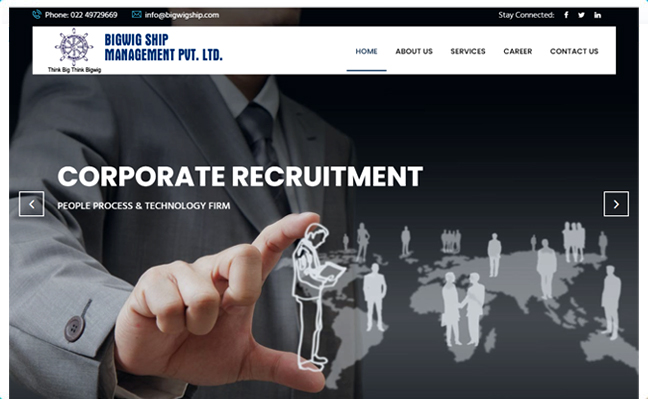 Phone: 022 49729669
info@bigwigship.com
Stay Connected:
BIGWIG SHIP
MANAGEMENT PVT. LTD.
Think Big Think Bigwig
HOME
ABOUT US
SERVICES
CAREER
CONTACT US
CORPORATE RECRUITMENT
PEOPLE PROCESS & TECHNOLOGY FIRM